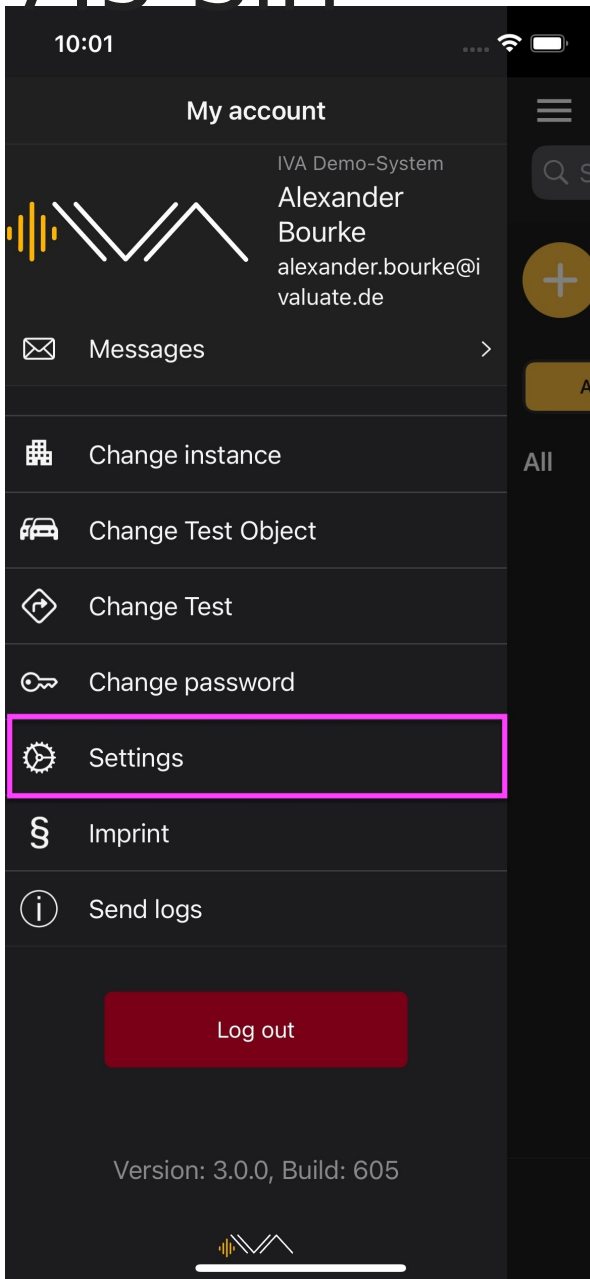 10:01
My account
IVA Demo-System
Alexander
Bourke
alexander.bourke@i
valuate.de
Messages
Change instance
Change Test Object
Change Test
Change password
Settings
§ Imprint
Send logs
Log out
Version: 3.0.0, Build: 605
S
A
All